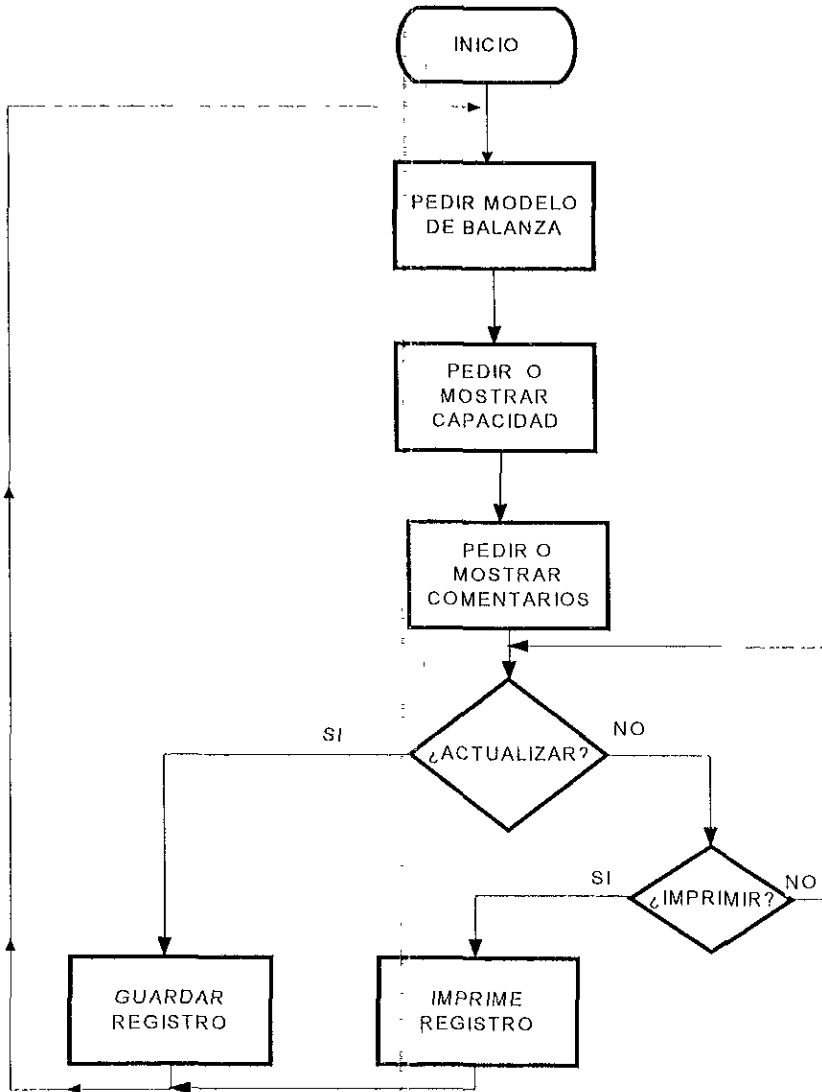 INICIO
PEDIR MODELO
DE BALANZA
PEDIR O
MOSTRAR
CAPACIDAD
PEDIR O
MOSTRAR
COMENTARIOS
SI
¿ACTUALIZAR?
NO
SI
¿IMPRIMIR?
NO
GUARDAR
REGISTRO
IMPRIME
REGISTRO